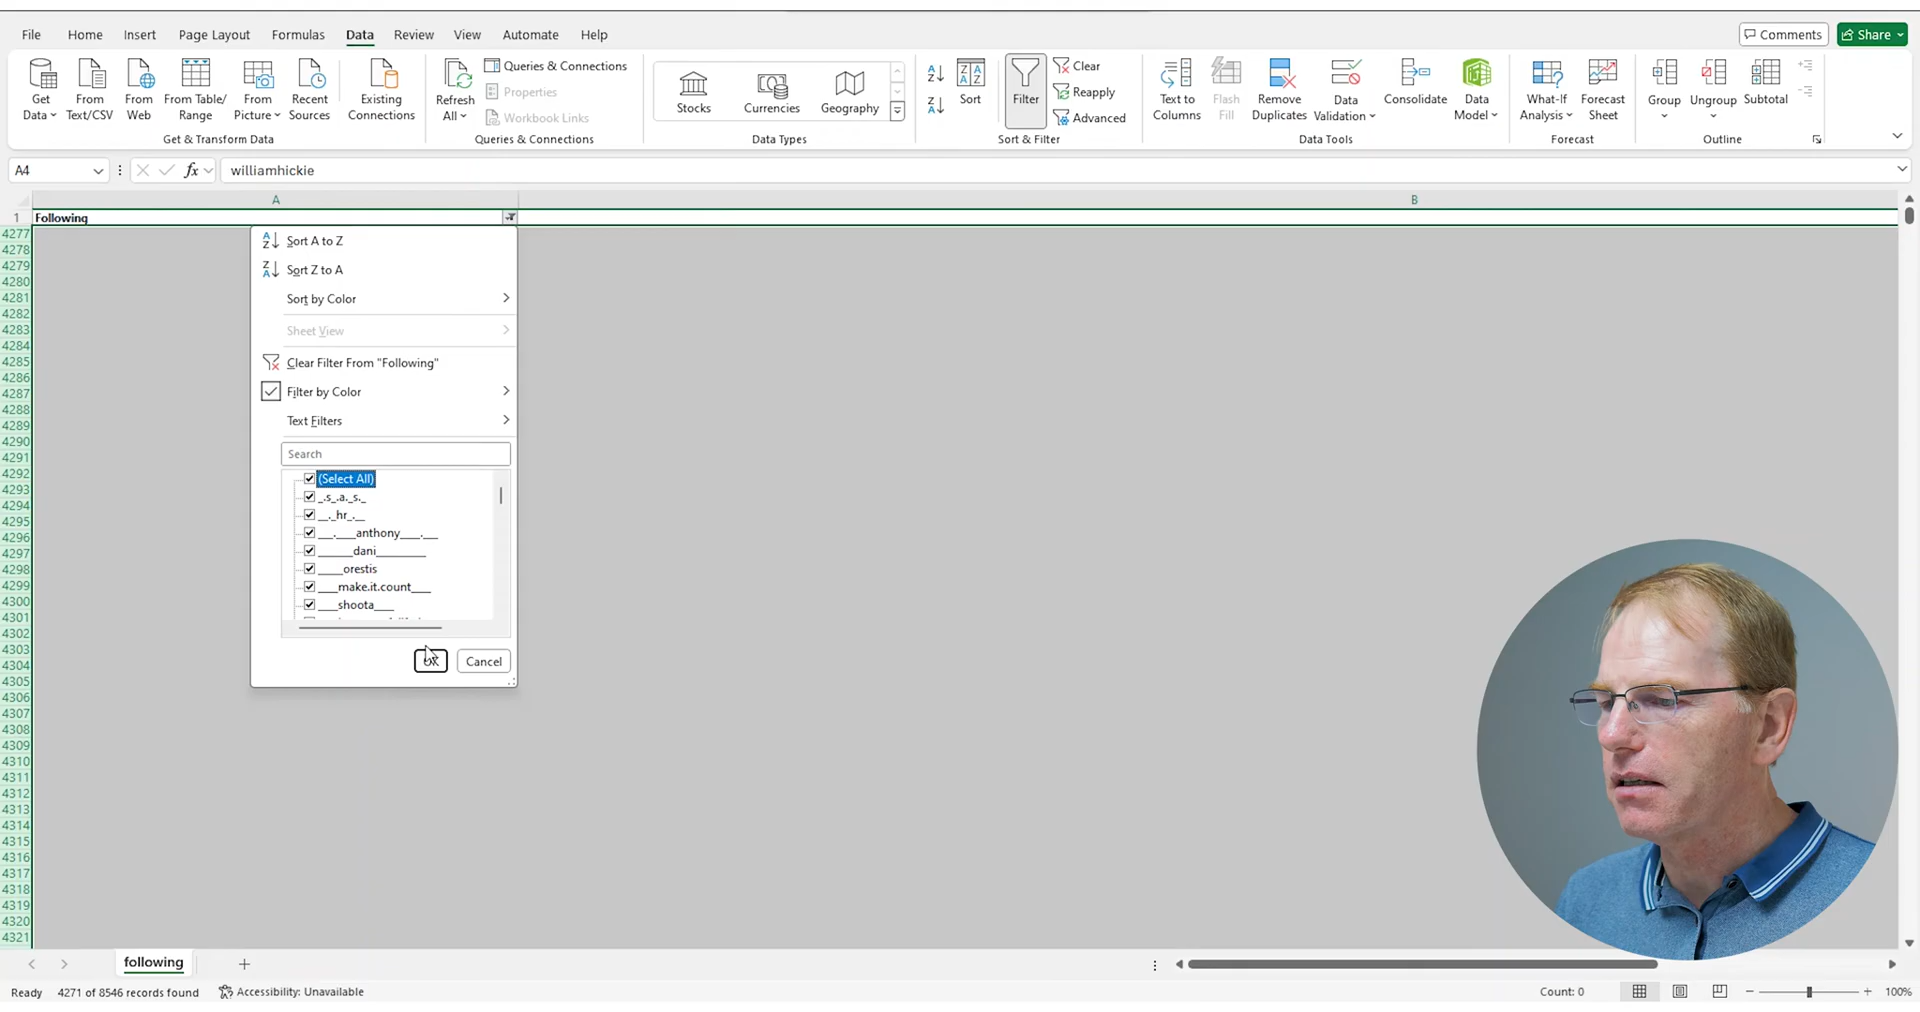 File Home Insert Page Layout Formulas Data Review View Automate Help Comments Share
Get Data
From Text/CSV
From Web
From Table/ Range
From Picture
Recent Sources
Existing Connections
Get & Transform Data
Refresh All
Queries & Connections
Properties
Workbook Links
Queries & Connections
Stocks
Currencies
Geography
Data Types
Sort
Filter
Clear
Reapply
Advanced
Sort & Filter
Text to Columns
Flash Fill
Remove Duplicates
Data Validation
Consolidate
Data Model
Data Tools
What-If Analysis
Forecast Sheet
Forecast
Group
Ungroup
Subtotal
Outline
A4 fx williamhickie
A B
1 Following
4277
4278
4279
4280
4281
4282
4283
4284
4285
4286
4287
4288
4289
4290
4291
4292
4293
4294
4295
4296
4297
4298
4299
4300
4301
4302
4303
4304
4305
4306
4307
4308
4309
4310
4311
4312
4313
4314
4315
4316
4317
4318
4319
4320
4321
Sort A to Z
Sort Z to A
Sort by Color
Sheet View
Clear Filter From "Following"
Filter by Color
Text Filters
Search
(Select All)
_.s_.a._s._
__._hr_.__
__.___anthony___.__
______dani________
____orestis
___make.it.count___
___shoota___
OK Cancel
following
Ready 4271 of 8546 records found Accessibility: Unavailable Count: 0 100%